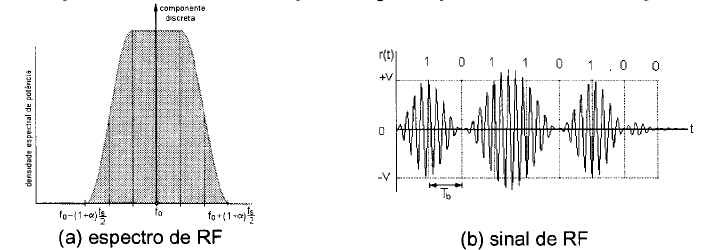 componente
discreta
densidade espectral de potência
f₀-(1+α)fs/2
f₀
f₀+(1+α)fs/2
(a) espectro de RF
r(t)
1 0 1 1 0 1 0 0
+V
0
t
-V
Tb
(b) sinal de RF